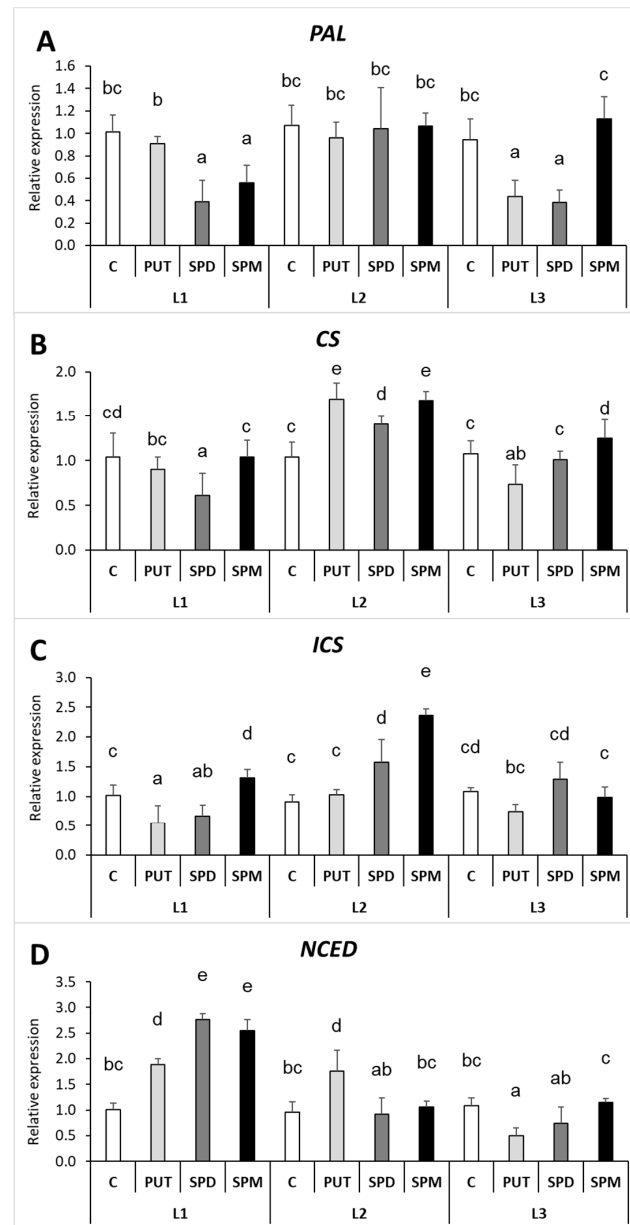 A
PAL
bc b a a bc bc bc bc bc a a c
Relative expression
1.6
1.4
1.2
1.0
0.8
0.6
0.4
0.2
0.0
C PUT SPD SPM C PUT SPD SPM C PUT SPD SPM
L1 L2 L3
B
CS
cd bc a c c e d e c ab c d
Relative expression
2.0
1.5
1.0
0.5
0.0
C PUT SPD SPM C PUT SPD SPM C PUT SPD SPM
L1 L2 L3
C
ICS
c a ab d c c d e cd bc cd c
Relative expression
3.0
2.5
2.0
1.5
1.0
0.5
0.0
C PUT SPD SPM C PUT SPD SPM C PUT SPD SPM
L1 L2 L3
D
NCED
bc d e e bc d ab bc bc a ab c
Relative expression
3.5
3.0
2.5
2.0
1.5
1.0
0.5
0.0
C PUT SPD SPM C PUT SPD SPM C PUT SPD SPM
L1 L2 L3